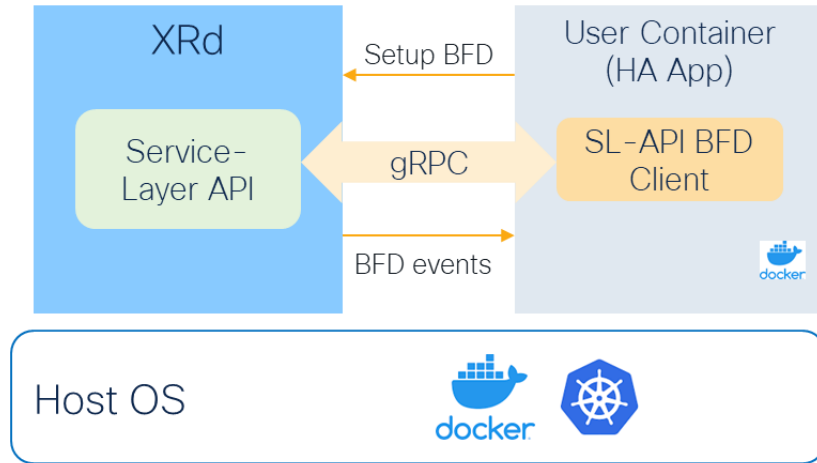 XRd
Setup BFD
User Container
(HA App)
Service-
Layer API
gRPC
SL-API BFD
Client
BFD events
docker
Host OS
docker